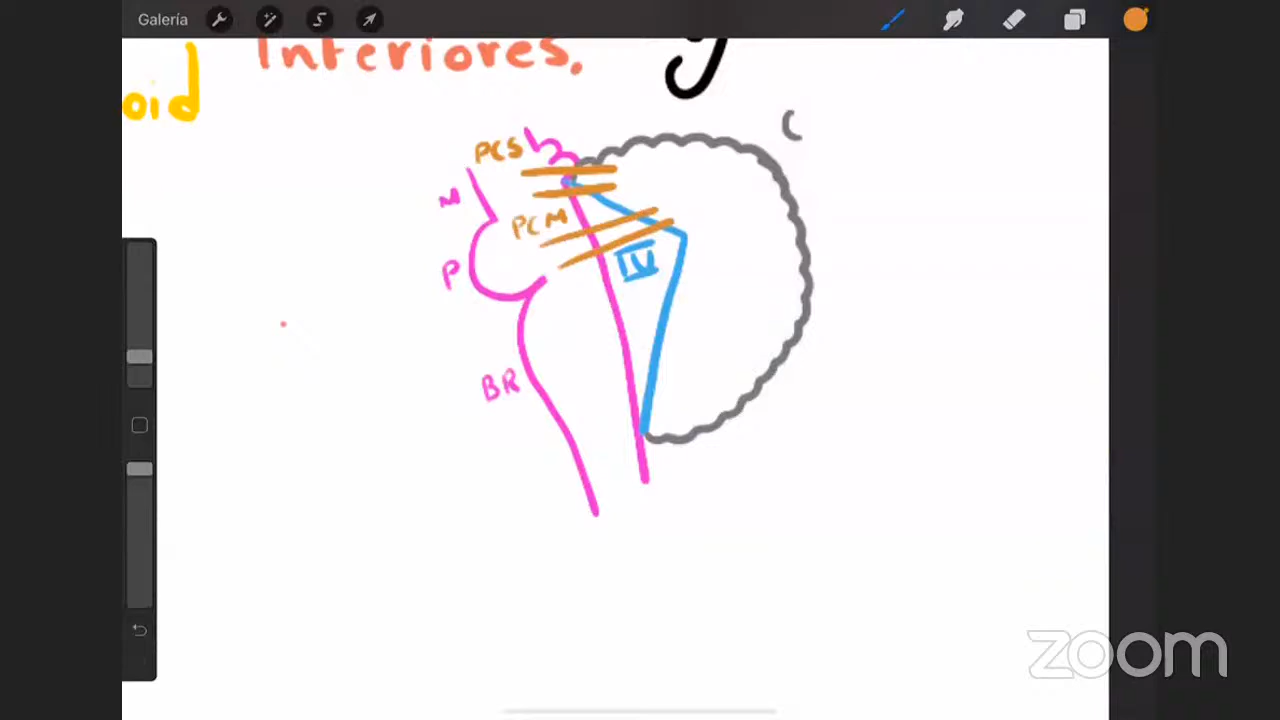 Galería
Interiores. y
oid
C
PCS
M
PCM
P
IV
BR
zoom